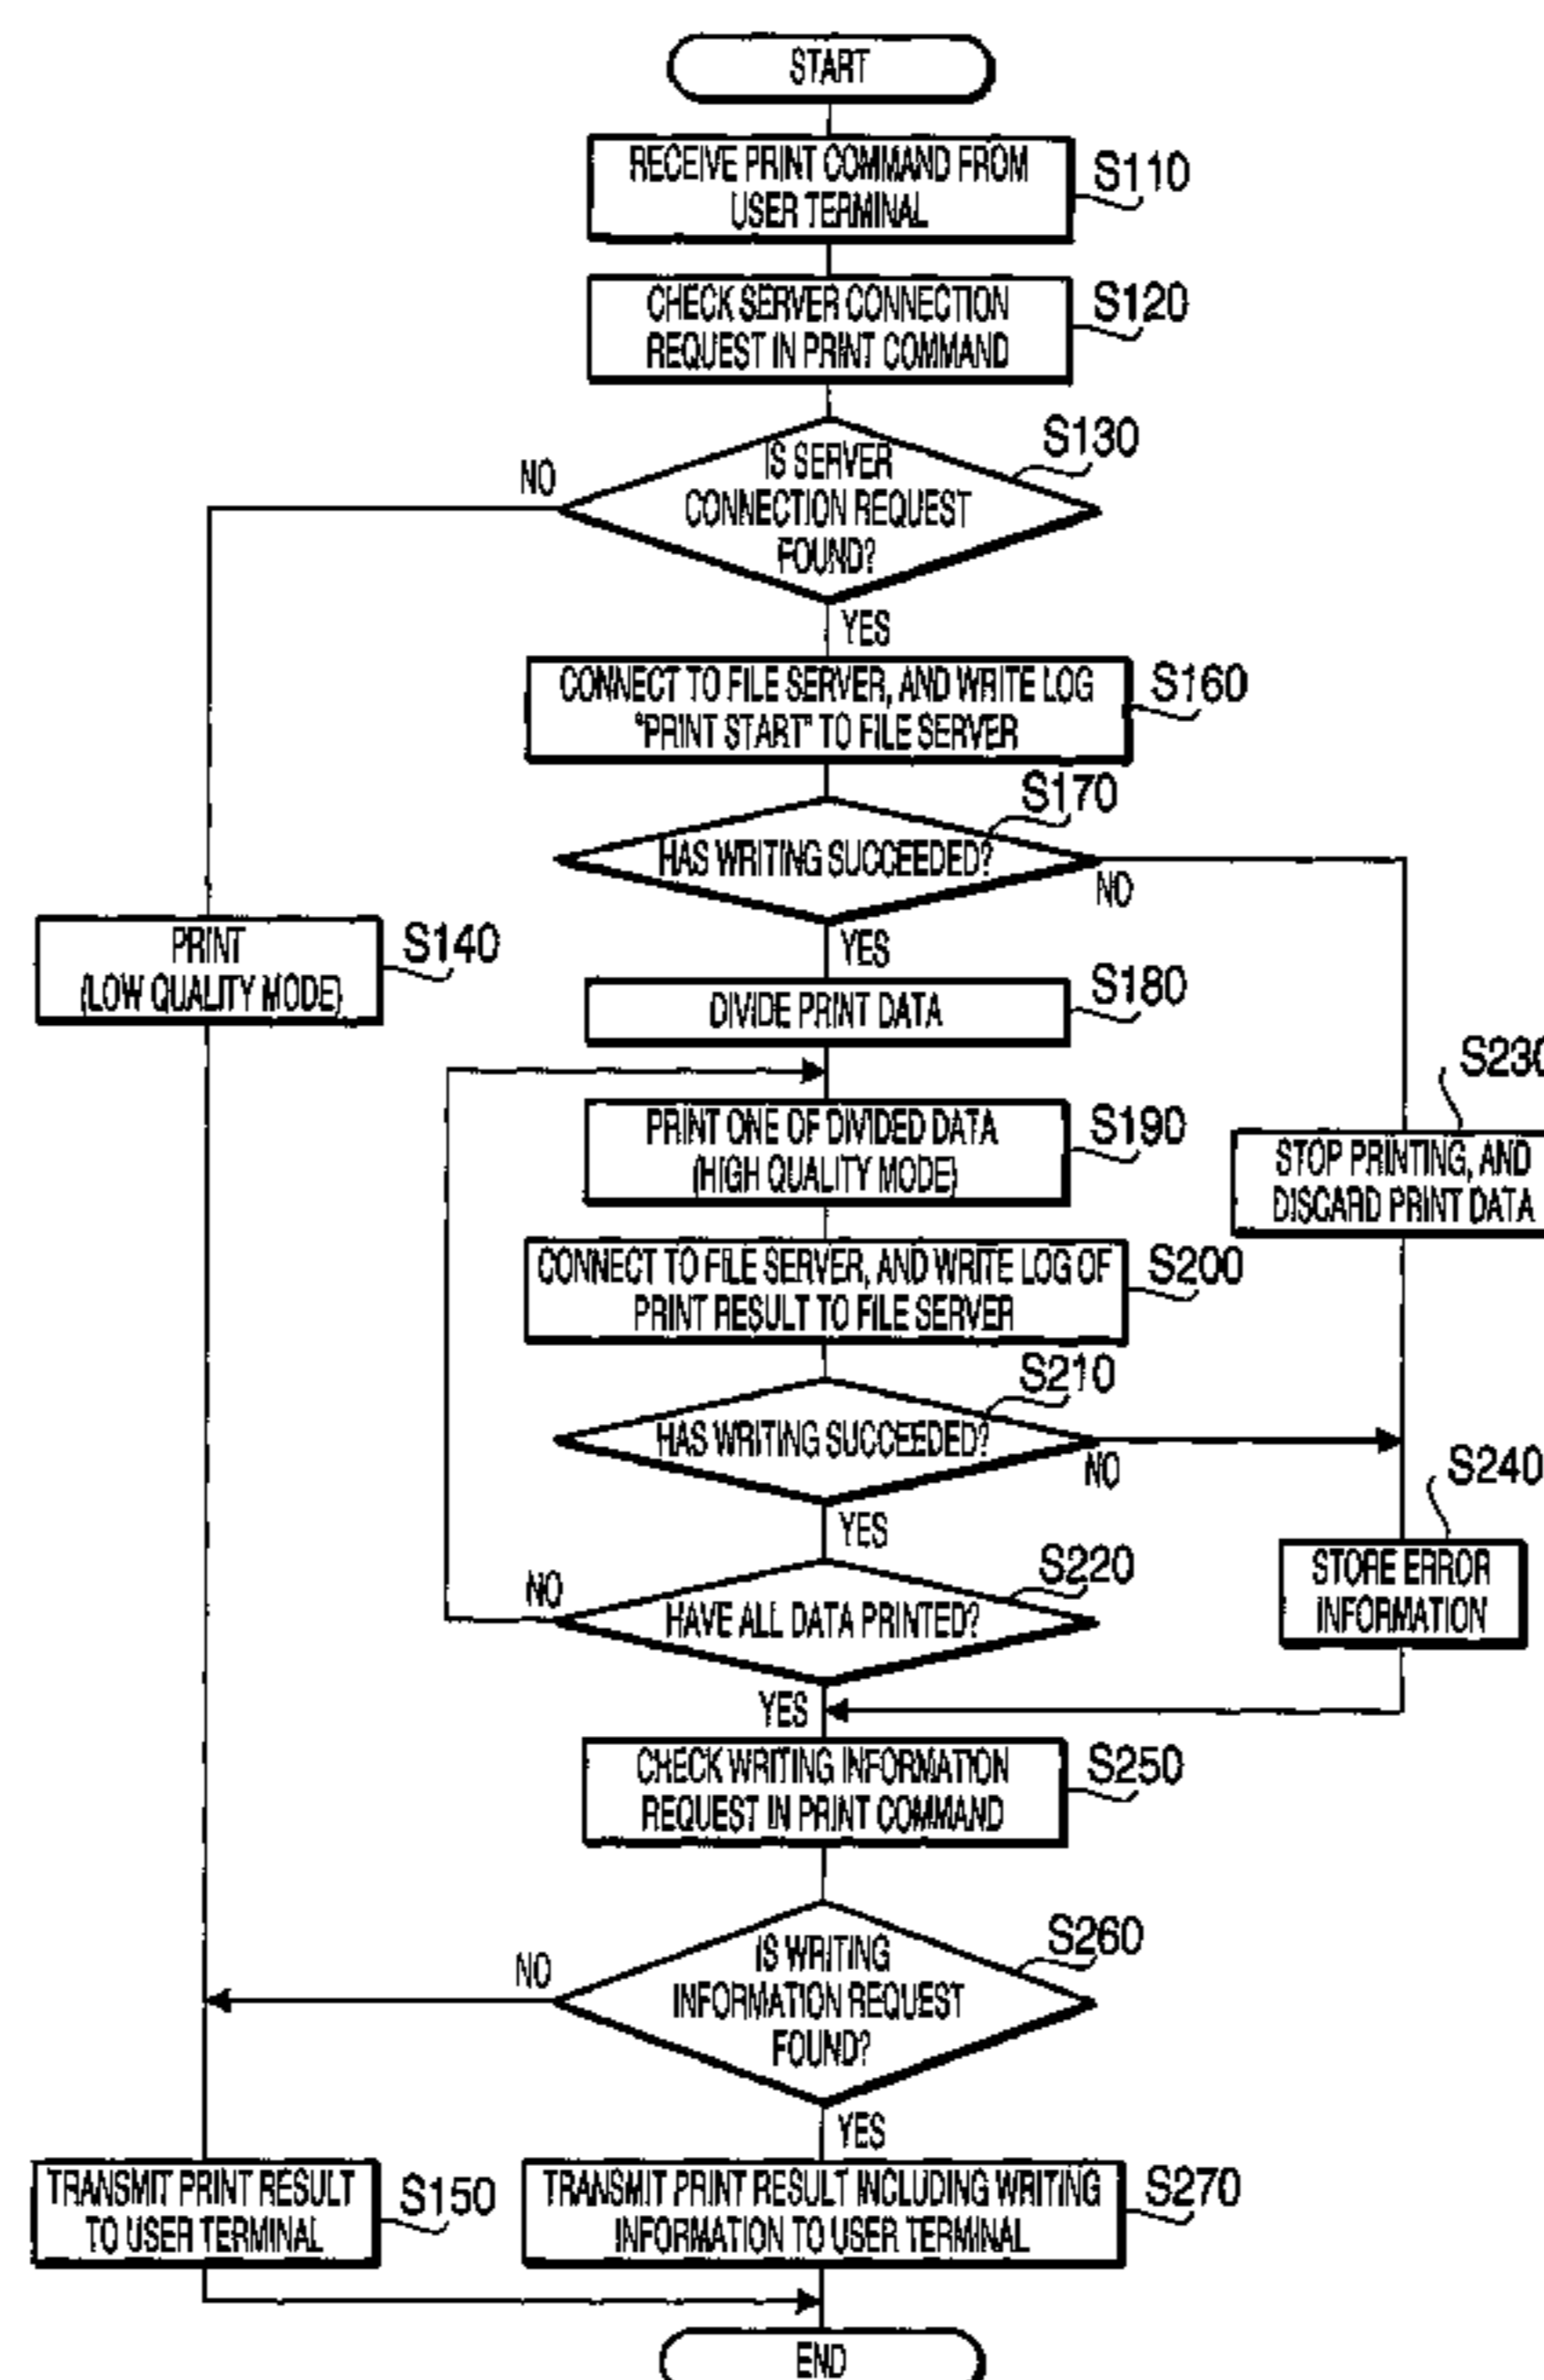 START
RECEIVE PRINT COMMAND FROM
USER TERMINAL
S110
CHECK SERVER CONNECTION
REQUEST IN PRINT COMMAND
S120
IS SERVER
CONNECTION REQUEST
FOUND?
S130
NO
YES
CONNECT TO FILE SERVER, AND WRITE LOG
"PRINT START" TO FILE SERVER
S160
HAS WRITING SUCCEEDED?
S170
NO
YES
PRINT
(LOW QUALITY MODE)
S140
DIVIDE PRINT DATA
S180
PRINT ONE OF DIVIDED DATA
(HIGH QUALITY MODE)
S190
S230
STOP PRINTING, AND
DISCARD PRINT DATA
CONNECT TO FILE SERVER, AND WRITE LOG OF
PRINT RESULT TO FILE SERVER
S200
HAS WRITING SUCCEEDED?
S210
NO
YES
S240
STORE ERROR
INFORMATION
HAVE ALL DATA PRINTED?
S220
NO
YES
CHECK WRITING INFORMATION
REQUEST IN PRINT COMMAND
S250
IS WRITING
INFORMATION REQUEST
FOUND?
S260
NO
YES
TRANSMIT PRINT RESULT
TO USER TERMINAL
S150
TRANSMIT PRINT RESULT INCLUDING WRITING
INFORMATION TO USER TERMINAL
S270
END